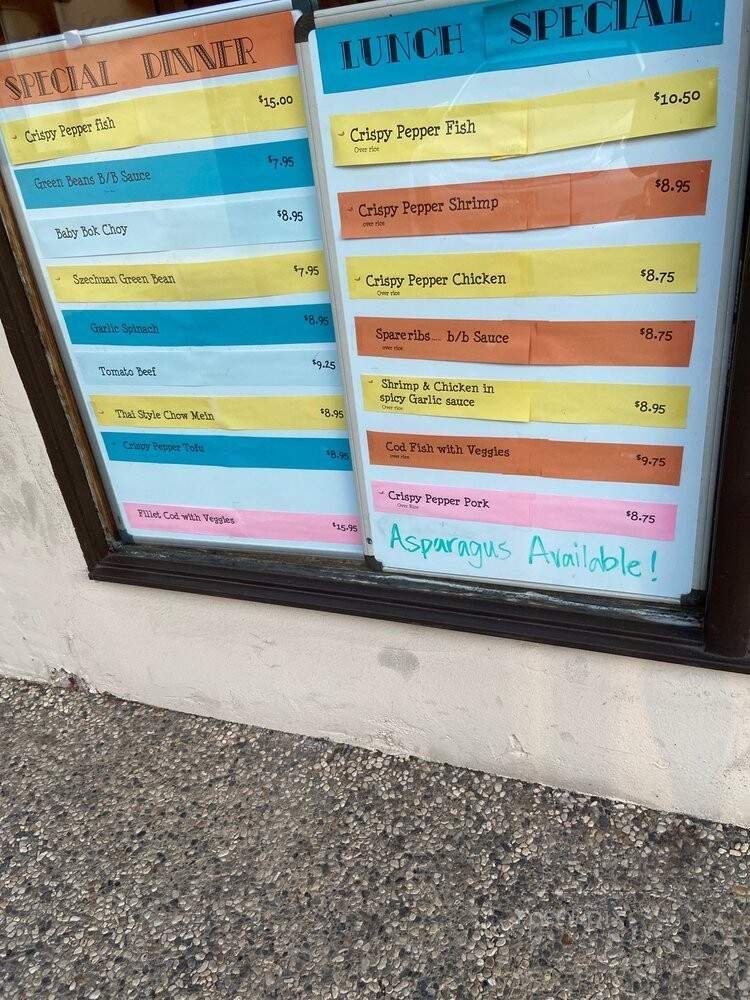 SPECIAL DINNER
Crispy Pepper fish $15.00
Green Beans B/B Sauce $7.95
Baby Bok Choy $8.95
Szechuan Green Bean $7.95
Garlic Spinach $8.95
Tomato Beef $9.25
Thai Style Chow Mein $8.95
Crispy Pepper Tofu $8.95
Fillet Cod with Veggies $15.95
LUNCH SPECIAL
Crispy Pepper Fish $10.50
Over rice
Crispy Pepper Shrimp $8.95
over rice
Crispy Pepper Chicken $8.75
Over rice
Spareribs.... b/b Sauce $8.75
over rice
Shrimp & Chicken in
spicy Garlic sauce $8.95
Over rice
Cod Fish with Veggies $9.75
over rice
Crispy Pepper Pork $8.75
Over Rice
Asparagus Available!